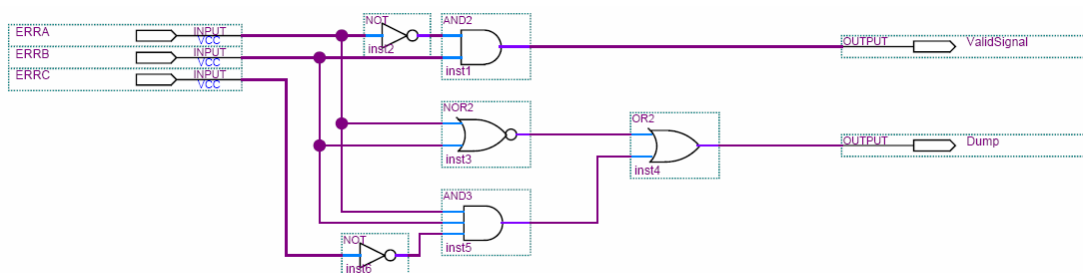 ERRA INPUT VCC
ERRB INPUT VCC
ERRC INPUT VCC
NOT
inst2
AND2
inst1
OUTPUT ValidSignal
NOR2
inst3
OR2
inst4
OUTPUT Dump
AND3
inst5
NOT
inst6